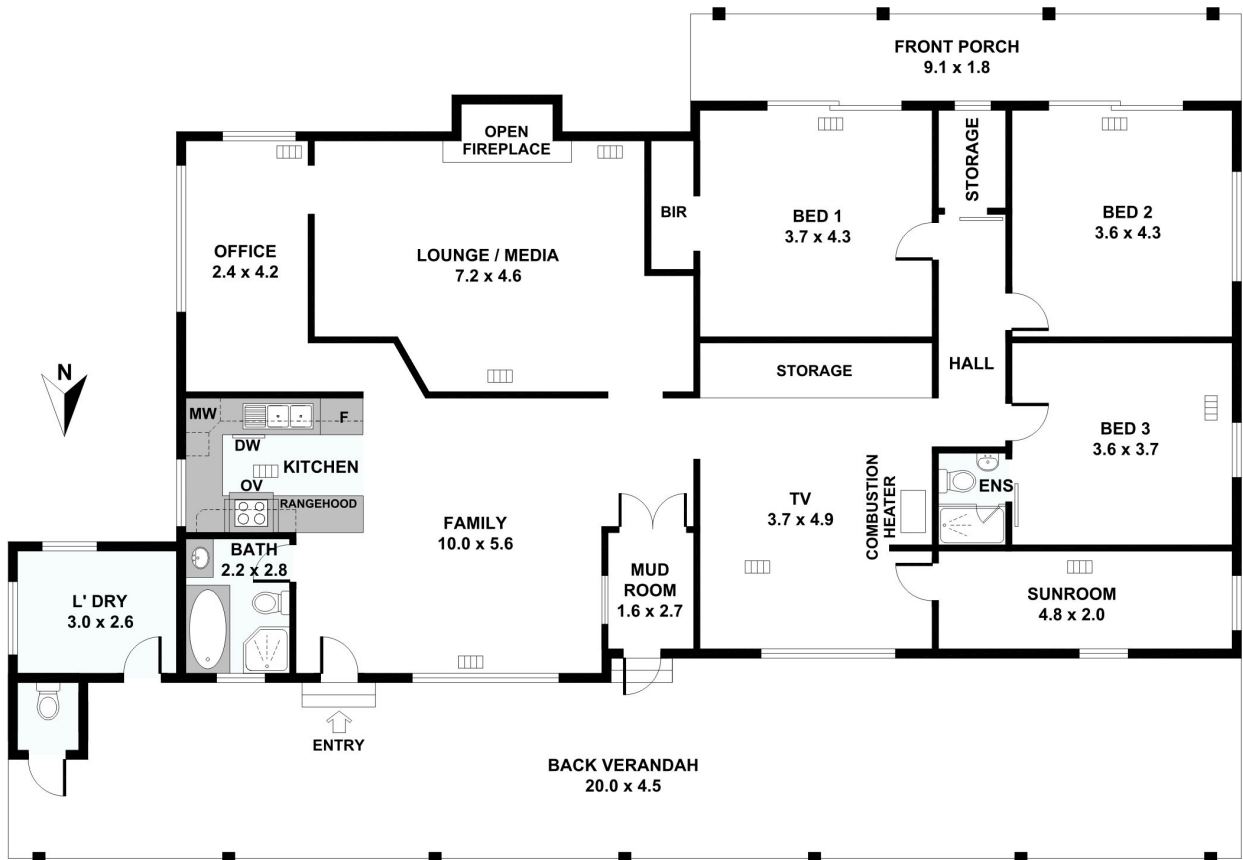 FRONT PORCH
9.1 x 1.8
OPEN
FIREPLACE
STORAGE
BIR
BED 1
3.7 x 4.3
BED 2
3.6 x 4.3
OFFICE
2.4 x 4.2
LOUNGE / MEDIA
7.2 x 4.6
N
STORAGE
HALL
MW
F
DW
KITCHEN
OV
RANGEHOOD
BED 3
3.6 x 3.7
ENS
TV
3.7 x 4.9
COMBUSTION
HEATER
FAMILY
10.0 x 5.6
BATH
2.2 x 2.8
MUD
ROOM
1.6 x 2.7
L' DRY
3.0 x 2.6
SUNROOM
4.8 x 2.0
ENTRY
BACK VERANDAH
20.0 x 4.5